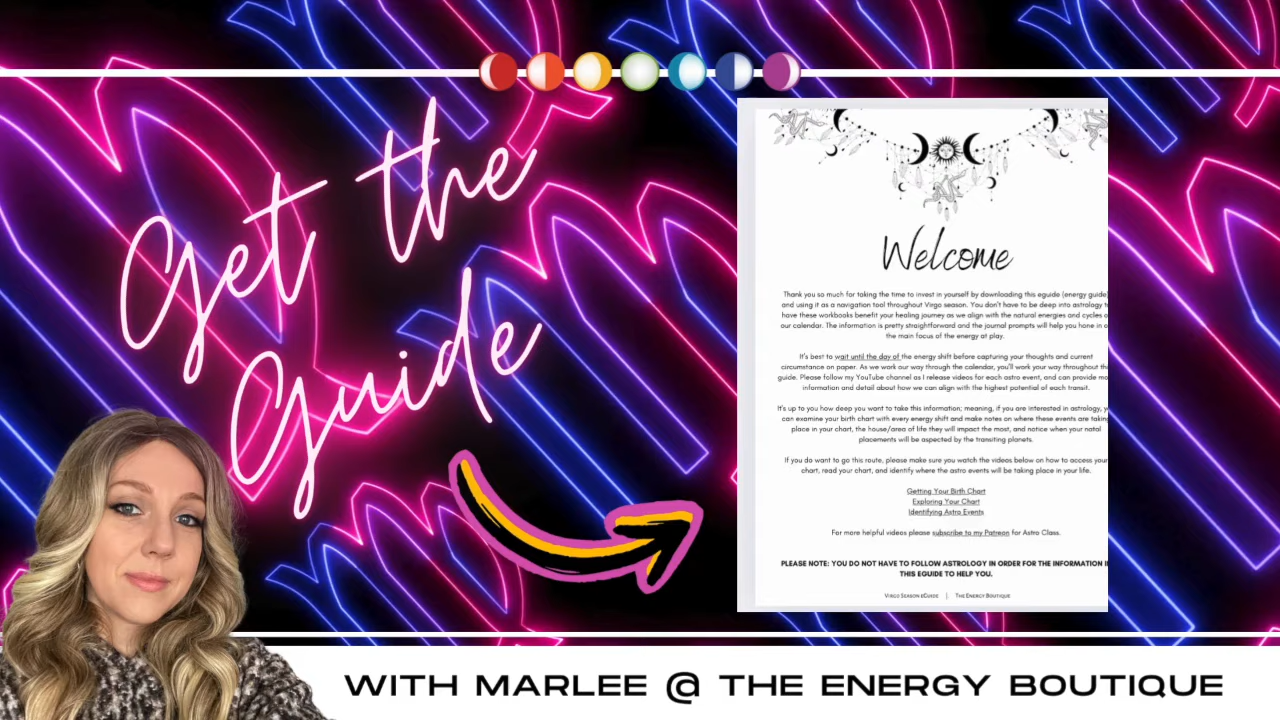 Get the
Guide
Welcome
Thank you so much for taking the time to invest in yourself by downloading this eguide (energy guide)
and using it as a navigation tool throughout Virgo season. You don't have to be deep into astrology
have these workbooks benefit your healing journey as we align with the natural energies and cycles
our calendar. The information is pretty straightforward and the journal prompts will help you hone in
the main focus of the energy at play.
It's best to wait until the day of the energy shift before capturing your thoughts and current
circumstance on paper. As we work our way through the calendar, you'll work your way throughout
guide. Please follow my YouTube channel as I release videos for each astro event, and can provide
information and detail about how we can align with the highest potential of each transit.
It's up to you how deep you want to take this information; meaning, if you are interested in astrology,
can examine your birth chart with every energy shift and make notes on where these events are
place in your chart, the house/area of life they will impact the most, and notice when your natal
placements will be aspected by the transiting planets.
If you do want to go this route, please make sure you watch the videos below on how to access your
chart, read your chart, and identify where the astro events will be taking place in your life.
Getting Your Birth Chart
Exploring Your Chart
Identifying Astro Events
For more helpful videos please subscribe to my Patreon for Astro Class.
PLEASE NOTE: YOU DO NOT HAVE TO FOLLOW ASTROLOGY IN ORDER FOR THE INFORMATION
THIS EGUIDE TO HELP YOU.
VIRGO SEASON EGUIDE | THE ENERGY BOUTIQUE
WITH MARLEE @ THE ENERGY BOUTIQUE